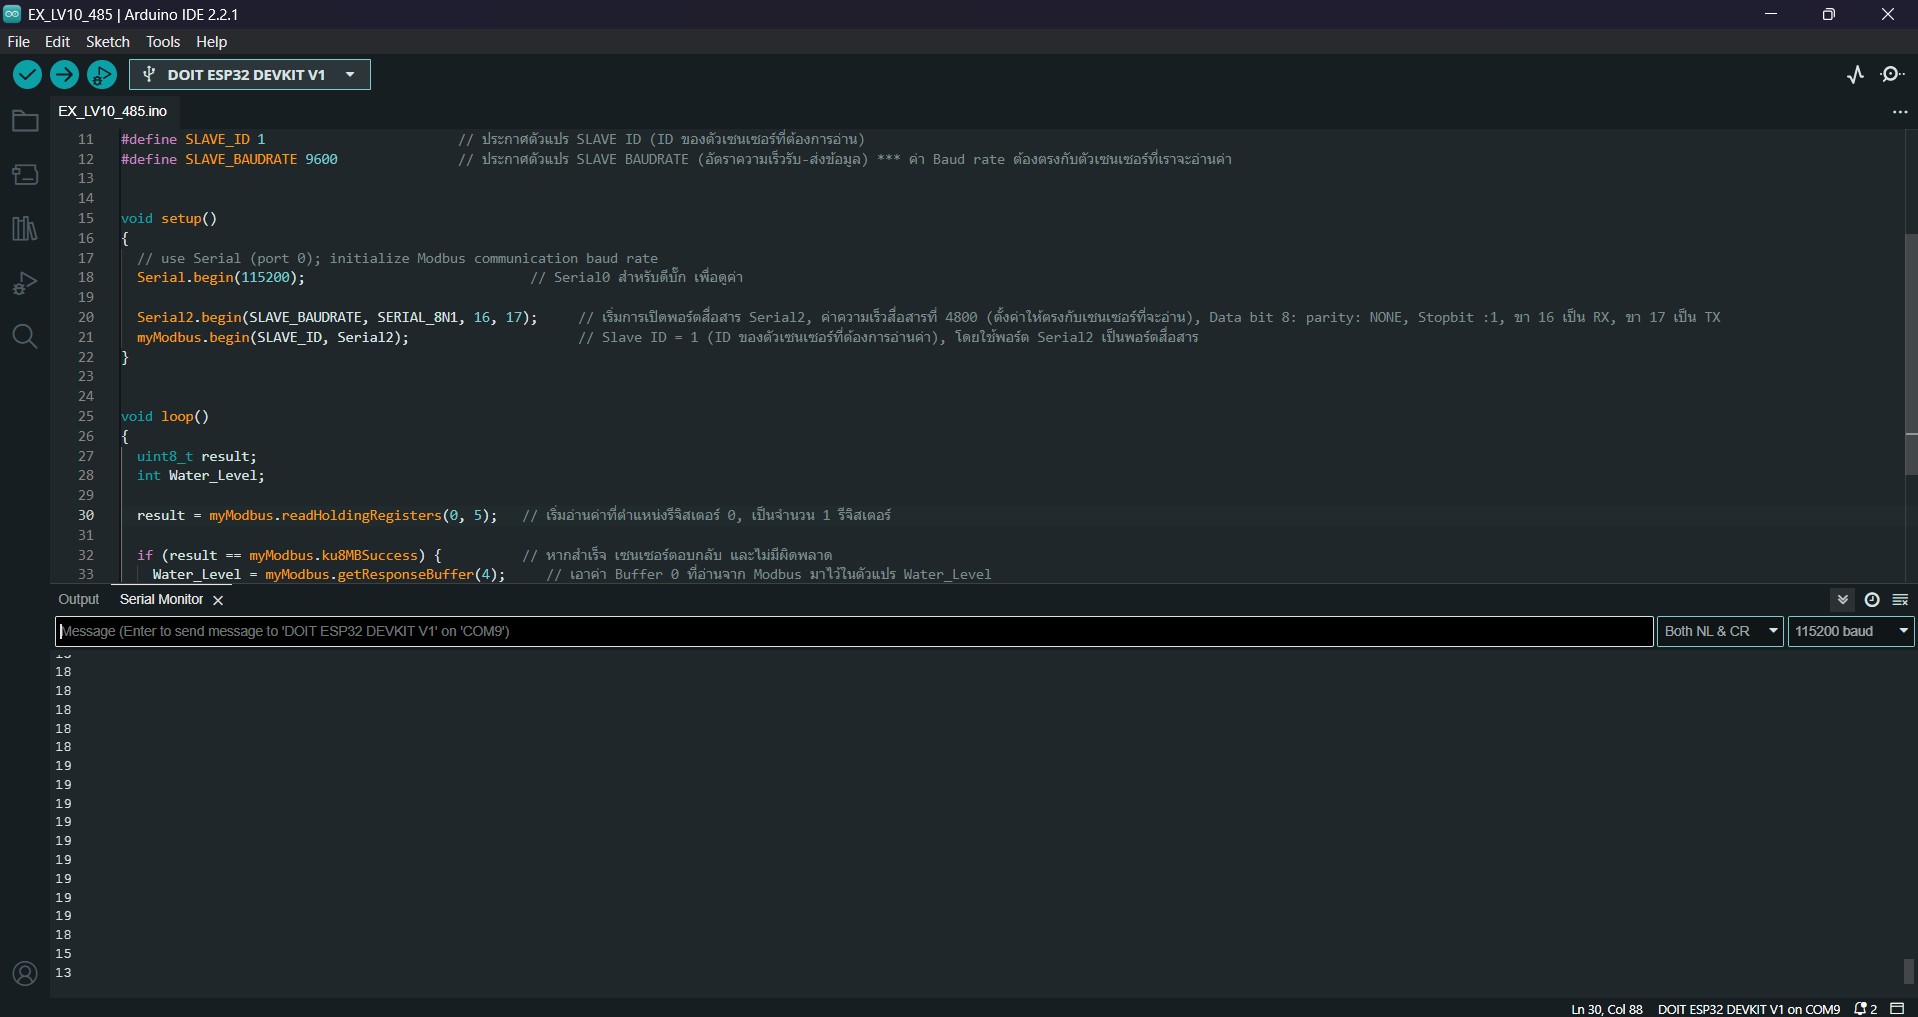 EX_LV10_485 | Arduino IDE 2.2.1
File Edit Sketch Tools Help
DOIT ESP32 DEVKIT V1
EX_LV10_485.ino
11 #define SLAVE_ID 1 // ประกาศตัวแปร SLAVE ID (ID ของตัวเซนเซอร์ที่ต้องการอ่าน)
12 #define SLAVE_BAUDRATE 9600 // ประกาศตัวแปร SLAVE BAUDRATE (อัตราความเร็วรับ-ส่งข้อมูล) *** ค่า Baud rate ต้องตรงกับตัวเซนเซอร์ที่เราจะอ่านค่า
13
14
15 void setup()
16 {
17 // use Serial (port 0); initialize Modbus communication baud rate
18 Serial.begin(115200); // Serial0 สำหรับดีบั๊ก เพื่อดูค่า
19
20 Serial2.begin(SLAVE_BAUDRATE, SERIAL_8N1, 16, 17); // เริ่มการเปิดพอร์ตสื่อสาร Serial2, ค่าความเร็วสื่อสารที่ 4800 (ตั้งค่าให้ตรงกับเซนเซอร์ที่จะอ่าน), Data bit 8: parity: NONE, Stopbit :1, ขา 16 เป็น RX, ขา 17 เป็น TX
21 myModbus.begin(SLAVE_ID, Serial2); // Slave ID = 1 (ID ของตัวเซนเซอร์ที่ต้องการอ่านค่า), โดยใช้พอร์ต Serial2 เป็นพอร์ตสื่อสาร
22 }
23
24
25 void loop()
26 {
27 uint8_t result;
28 int Water_Level;
29
30 result = myModbus.readHoldingRegisters(0, 5); // เริ่มอ่านค่าที่ตำแหน่งรีจิสเตอร์ 0, เป็นจำนวน 1 รีจิสเตอร์
31
32 if (result == myModbus.ku8MBSuccess) { // หากสำเร็จ เซนเซอร์ตอบกลับ และไม่มีผิดพลาด
33 Water_Level = myModbus.getResponseBuffer(4); // เอาค่า Buffer 0 ที่อ่านจาก Modbus มาไว้ในตัวแปร Water_Level
Output Serial Monitor
Message (Enter to send message to 'DOIT ESP32 DEVKIT V1' on 'COM9')
Both NL & CR 115200 baud
18
18
18
18
18
19
19
19
19
19
19
19
19
19
18
15
13
Ln 30, Col 88 DOIT ESP32 DEVKIT V1 on COM9 2